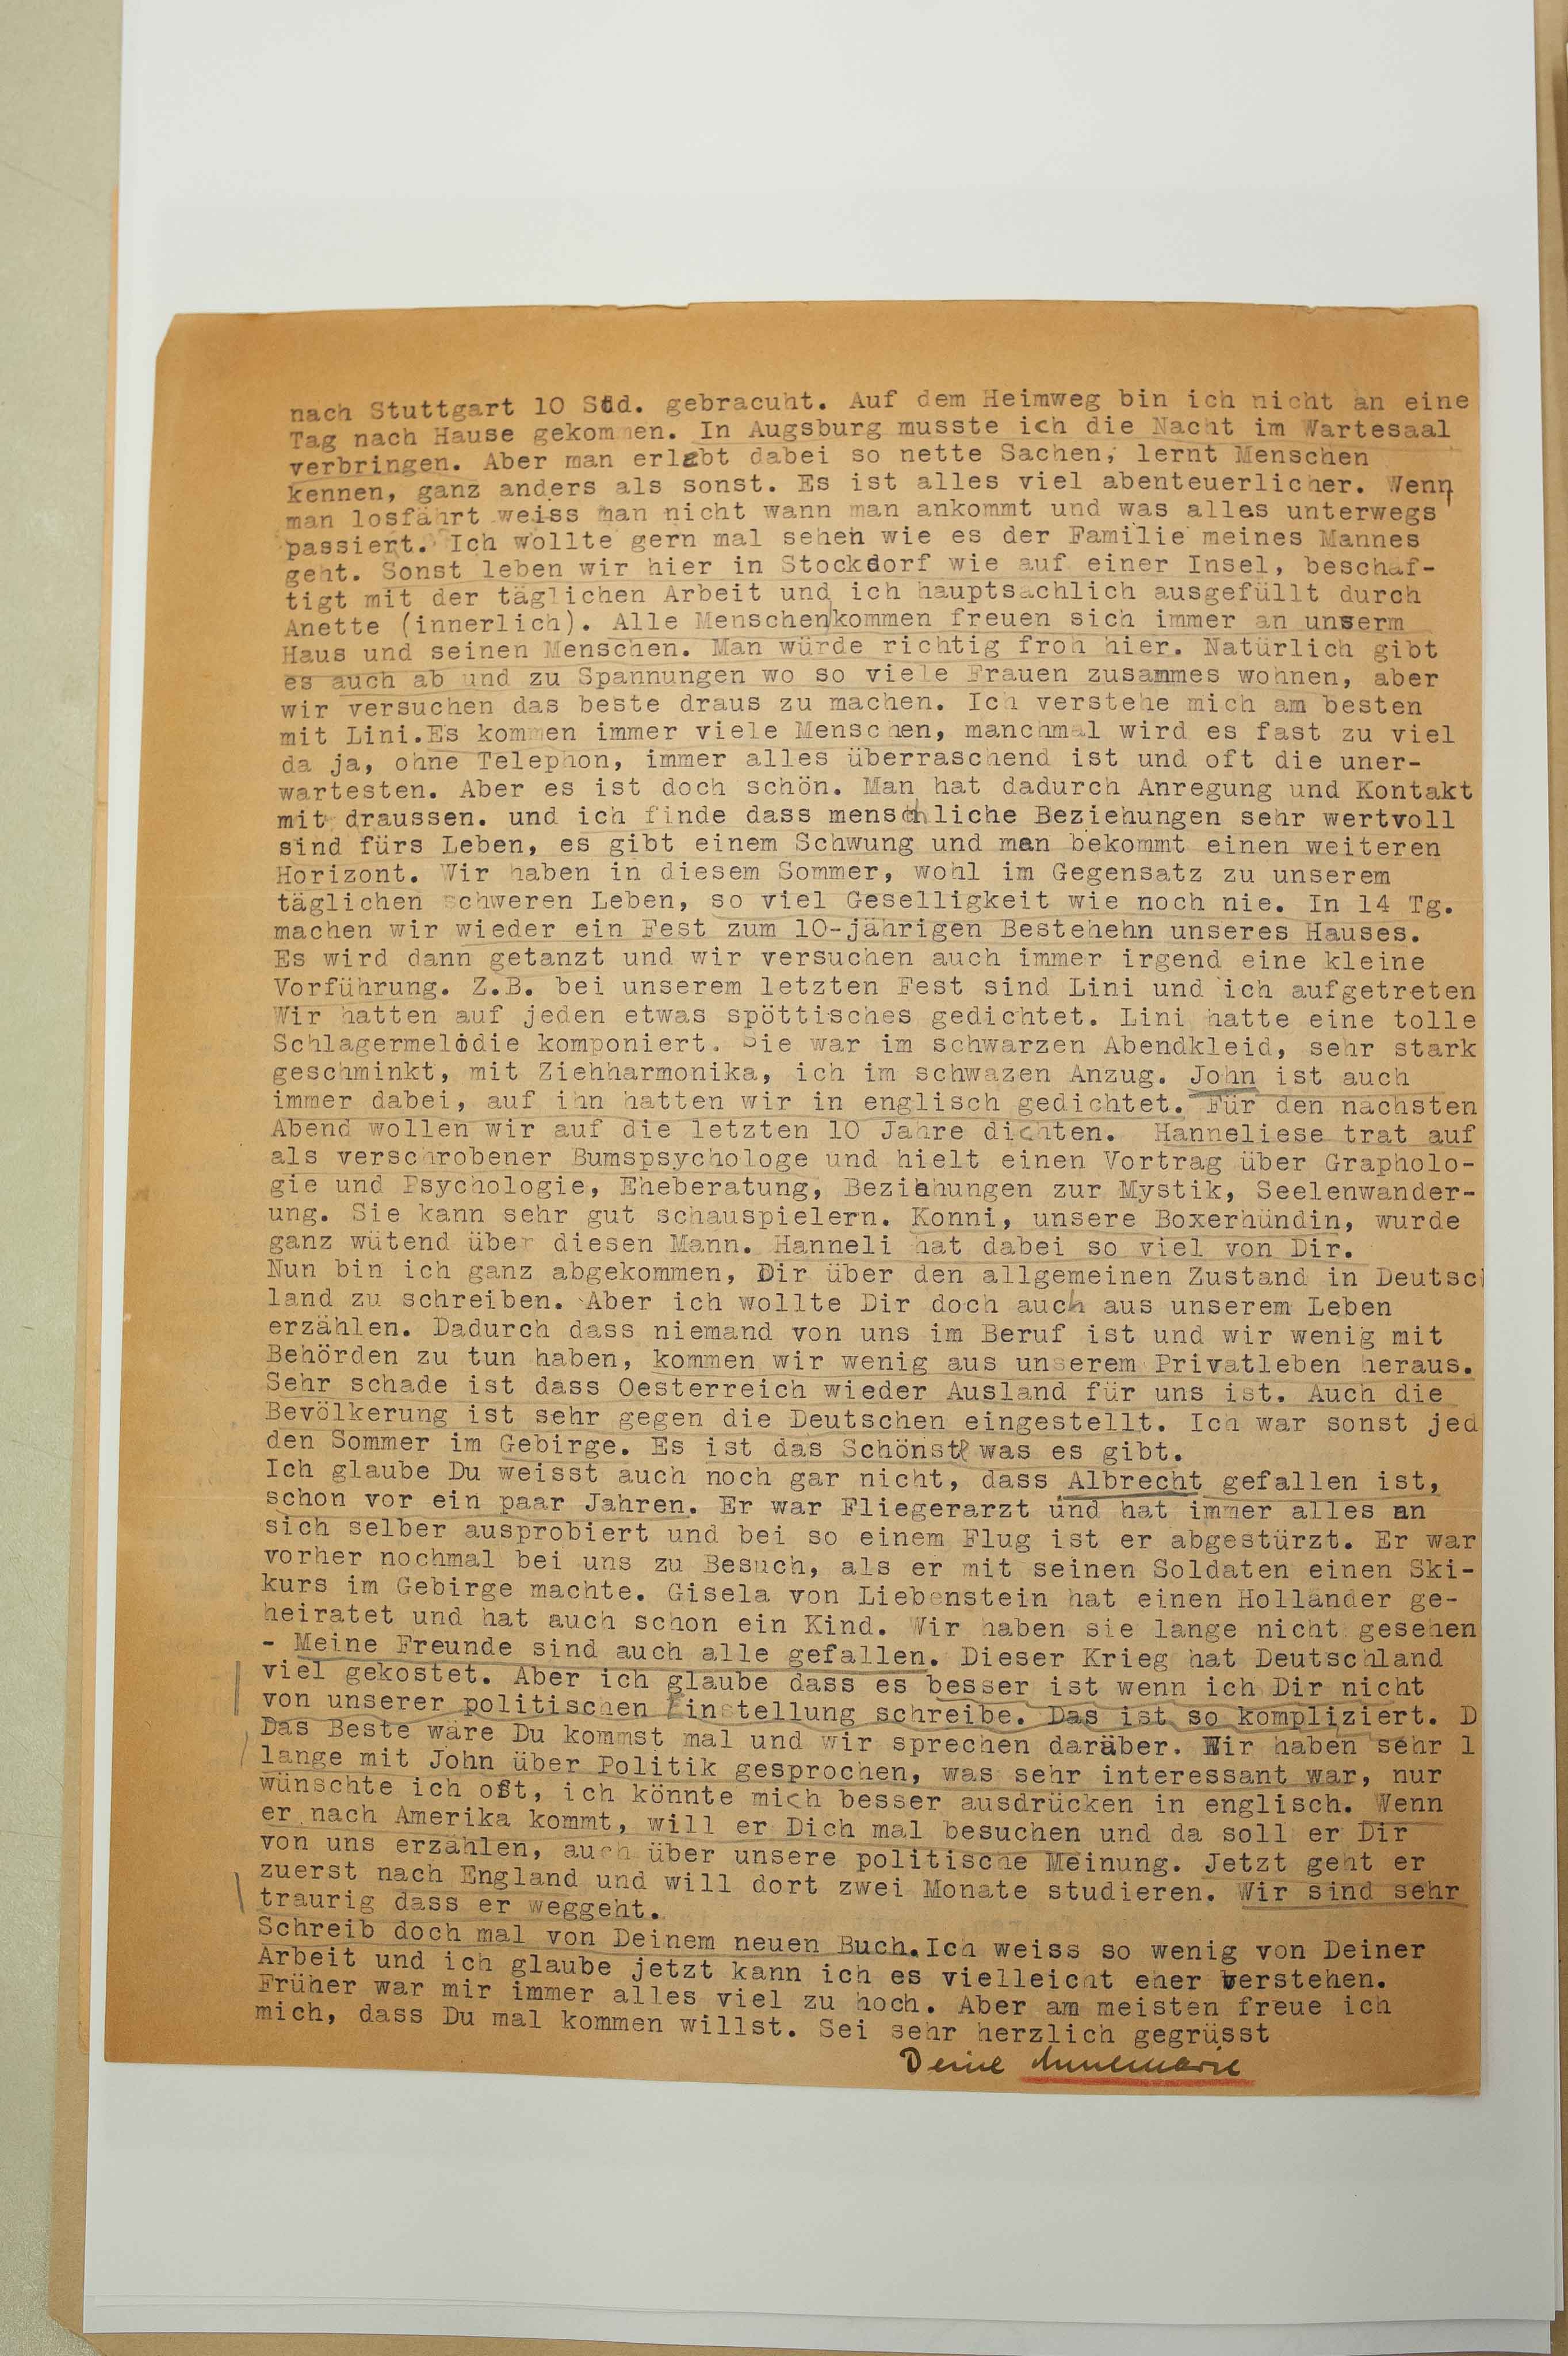 nach Stuttgart 10 Std. gebracuht. Auf dem Heimweg bin ich nicht an eine
Tag nach Hause gekommen. In Augsburg musste ich die Nacht im Wartesaal
verbringen. Aber man erlebt dabei so nette Sachen, lernt Menschen
kennen, ganz anders als sonst. Es ist alles viel abenteuerlicher. Wenn
man losfährt weiss man nicht wann man ankommt und was alles unterwegs
passiert. Ich wollte gern mal sehen wie es der Familie meines Mannes
geht. Sonst leben wir hier in Stockdorf wie auf einer Insel, beschäf-
tigt mit der täglichen Arbeit und ich hauptsächlich ausgefüllt durch
Anette (innerlich). Alle Menschen kommen freuen sich immer an unserm
Haus und seinen Menschen. Man würde richtig froh hier. Natürlich gibt
es auch ab und zu Spannungen wo so viele Frauen zusammes wohnen, aber
wir versuchen das beste draus zu machen. Ich verstehe mich am besten
mit Lini.Es kommen immer viele Menschen, manchmal wird es fast zu viel
da ja, ohne Telephon, immer alles überraschend ist und oft die uner-
wartesten. Aber es ist doch schön. Man hat dadurch Anregung und Kontakt
mit draussen. und ich finde dass menschliche Beziehungen sehr wertvoll
sind fürs Leben, es gibt einem Schwung und man bekommt einen weiteren
Horizont. Wir haben in diesem Sommer, wohl im Gegensatz zu unserem
täglichen schweren Leben, so viel Geselligkeit wie noch nie. In 14 Tg.
machen wir wieder ein Fest zum 10-jährigen Bestehehn unseres Hauses.
Es wird dann getanzt und wir versuchen auch immer irgend eine kleine
Vorführung. Z.B. bei unserem letzten Fest sind Lini und ich aufgetreten
Wir hatten auf jeden etwas spöttisches gedichtet. Lini hatte eine tolle
Schlagermelodie komponiert. Sie war im schwarzen Abendkleid, sehr stark
geschminkt, mit Ziehharmonika, ich im schwazen Anzug. John ist auch
immer dabei, auf ihn hatten wir in englisch gedichtet. Für den nächsten
Abend wollen wir auf die letzten 10 Jahre dichten. Hanneliese trat auf
als verschrobener Bumspsychologe und hielt einen Vortrag über Grapholo-
gie und Psychologie, Eheberatung, Beziehungen zur Mystik, Seelenwander-
ung. Sie kann sehr gut schauspielern. Konni, unsere Boxerhündin, wurde
ganz wütend über diesen Mann. Hanneli hat dabei so viel von Dir.
Nun bin ich ganz abgekommen, Dir über den allgemeinen Zustand in Deutsch
land zu schreiben. Aber ich wollte Dir doch auch aus unserem Leben
erzählen. Dadurch dass niemand von uns im Beruf ist und wir wenig mit
Behörden zu tun haben, kommen wir wenig aus unserem Privatleben heraus.
Sehr schade ist dass Oesterreich wieder Ausland für uns ist. Auch die
Bevölkerung ist sehr gegen die Deutschen eingestellt. Ich war sonst jed
den Sommer im Gebirge. Es ist das Schönste was es gibt.
Ich glaube Du weisst auch noch gar nicht, dass Albrecht gefallen ist,
schon vor ein paar Jahren. Er war Fliegerarzt und hat immer alles an
sich selber ausprobiert und bei so einem Flug ist er abgestürzt. Er war
vorher nochmal bei uns zu Besuch, als er mit seinen Soldaten einen Ski-
kurs im Gebirge machte. Gisela von Liebenstein hat einen Holländer ge-
heiratet und hat auch schon ein Kind. Wir haben sie lange nicht gesehen
- Meine Freunde sind auch alle gefallen. Dieser Krieg hat Deutschland
viel gekostet. Aber ich glaube dass es besser ist wenn ich Dir nicht
von unserer politischen Einstellung schreibe. Das ist so kompliziert. D
Das Beste wäre Du kommst mal und wir sprechen darüber. Wir haben sehr l
lange mit John über Politik gesprochen, was sehr interessant war, nur
wünschte ich oft, ich könnte mich besser ausdrücken in englisch. Wenn
er nach Amerika kommt, will er Dich mal besuchen und da soll er Dir
von uns erzählen, auch über unsere politische Meinung. Jetzt geht er
zuerst nach England und will dort zwei Monate studieren. Wir sind sehr
traurig dass er weggeht.
Schreib doch mal von Deinem neuen Buch.Ich weiss so wenig von Deiner
Arbeit und ich glaube jetzt kann ich es vielleicht eher verstehen.
Früher war mir immer alles viel zu hoch. Aber am meisten freue ich
mich, dass Du mal kommen willst. Sei sehr herzlich gegrüsst
Deine Annemarie